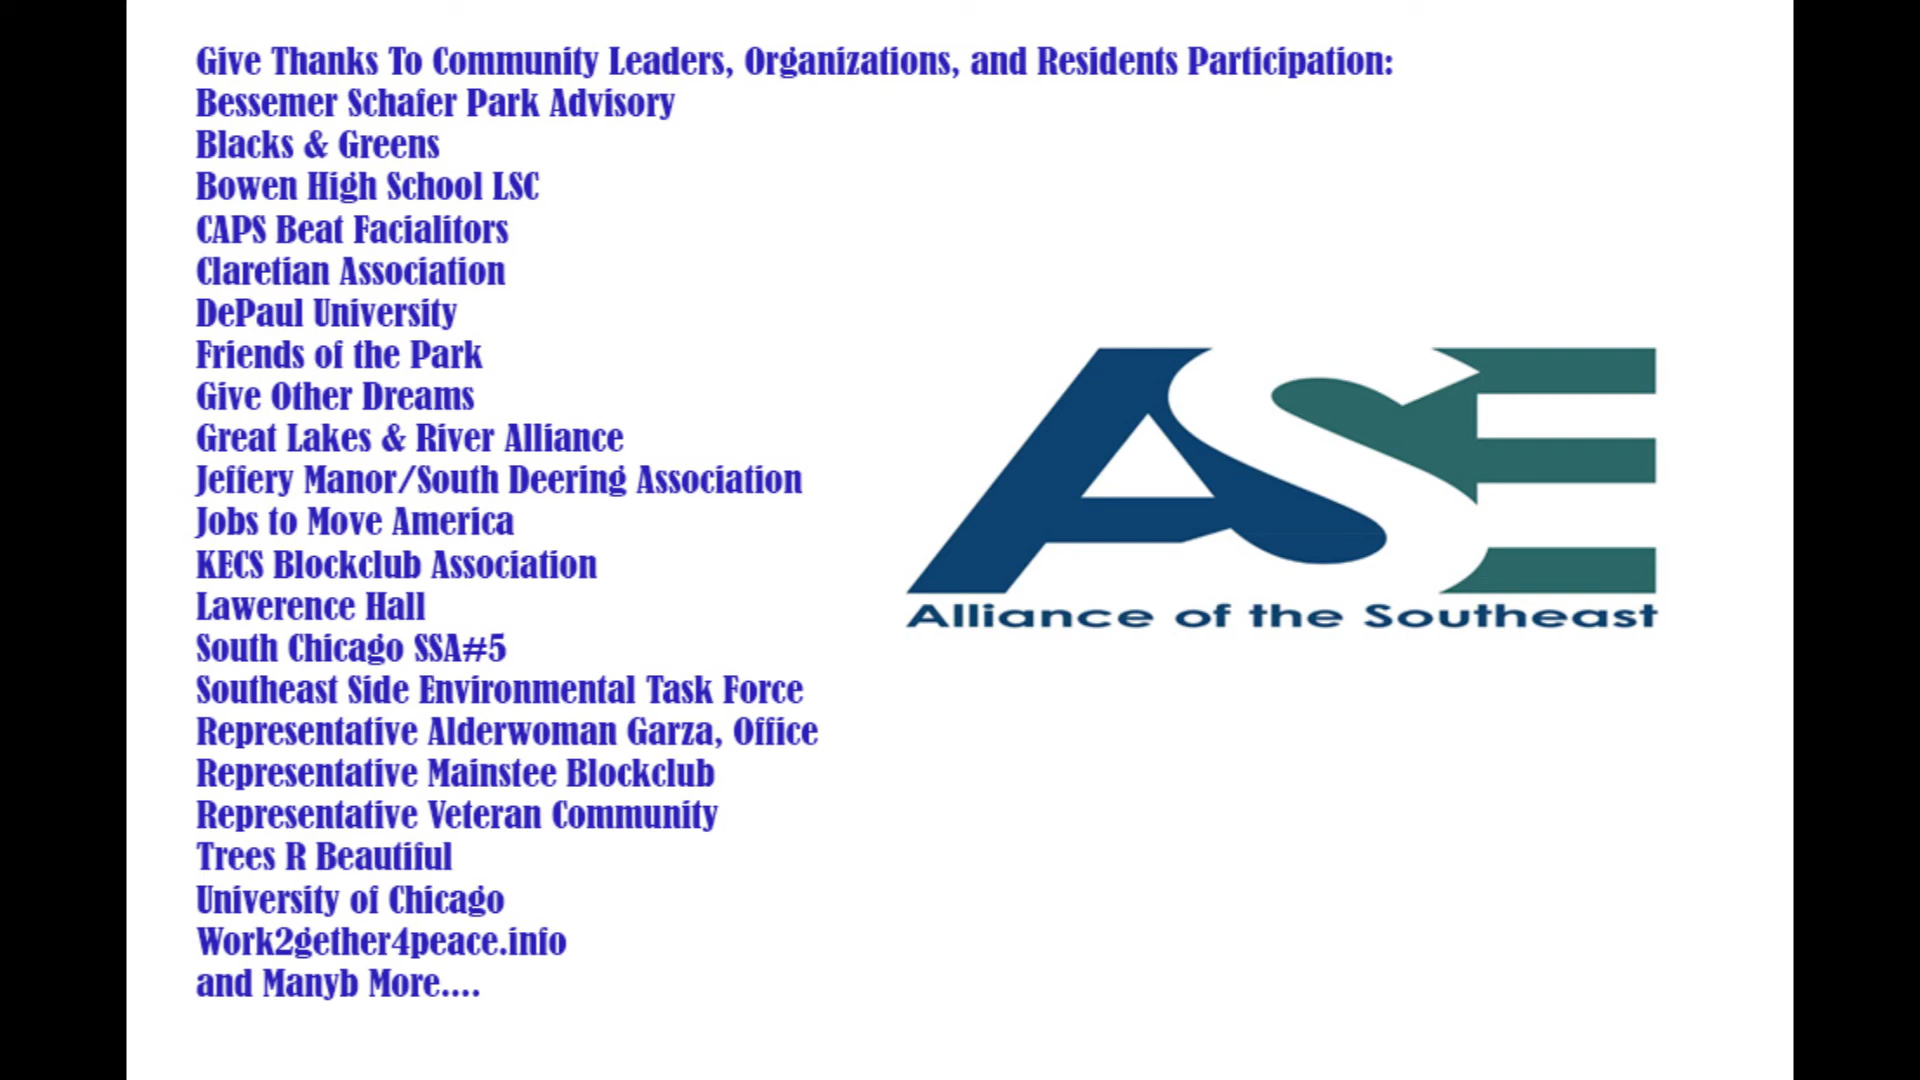 Give Thanks To Community Leaders, Organizations, and Residents Participation:
Bessemer Schafer Park Advisory
Blacks & Greens
Bowen High School LSC
CAPS Beat Facialitors
Claretian Association
DePaul University
Friends of the Park
Give Other Dreams
Great Lakes & River Alliance
Jeffery Manor/South Deering Association
Jobs to Move America
KECS Blockclub Association
Lawerence Hall
South Chicago SSA#5
Southeast Side Environmental Task Force
Representative Alderwoman Garza, Office
Representative Mainstee Blockclub
Representative Veteran Community
Trees R Beautiful
University of Chicago
Work2gether4peace.info
and Manyb More....
ASE
Alliance of the Southeast